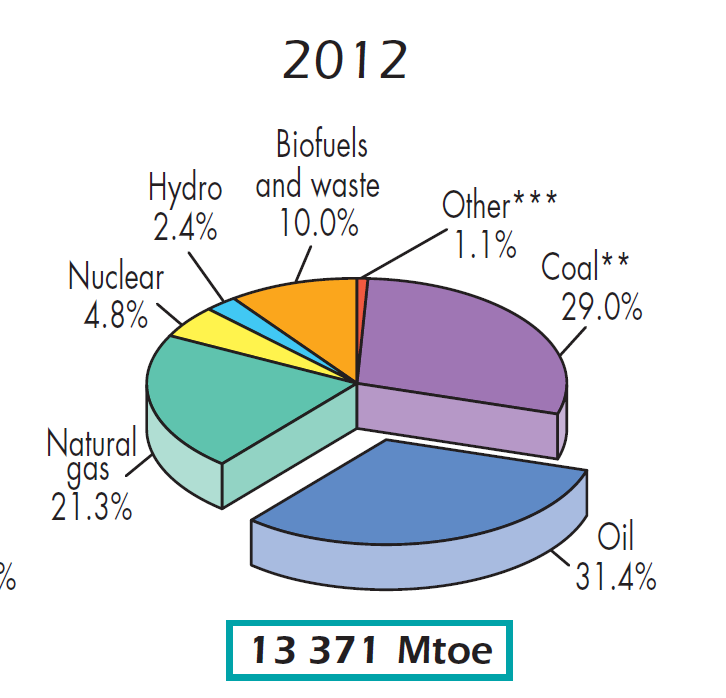 2012
Biofuels
and waste
10.0%
Hydro
2.4%
Other***
1.1%
Nuclear
4.8%
Coal**
29.0%
Natural
gas
21.3%
Oil
31.4%
%
13 371 Mtoe